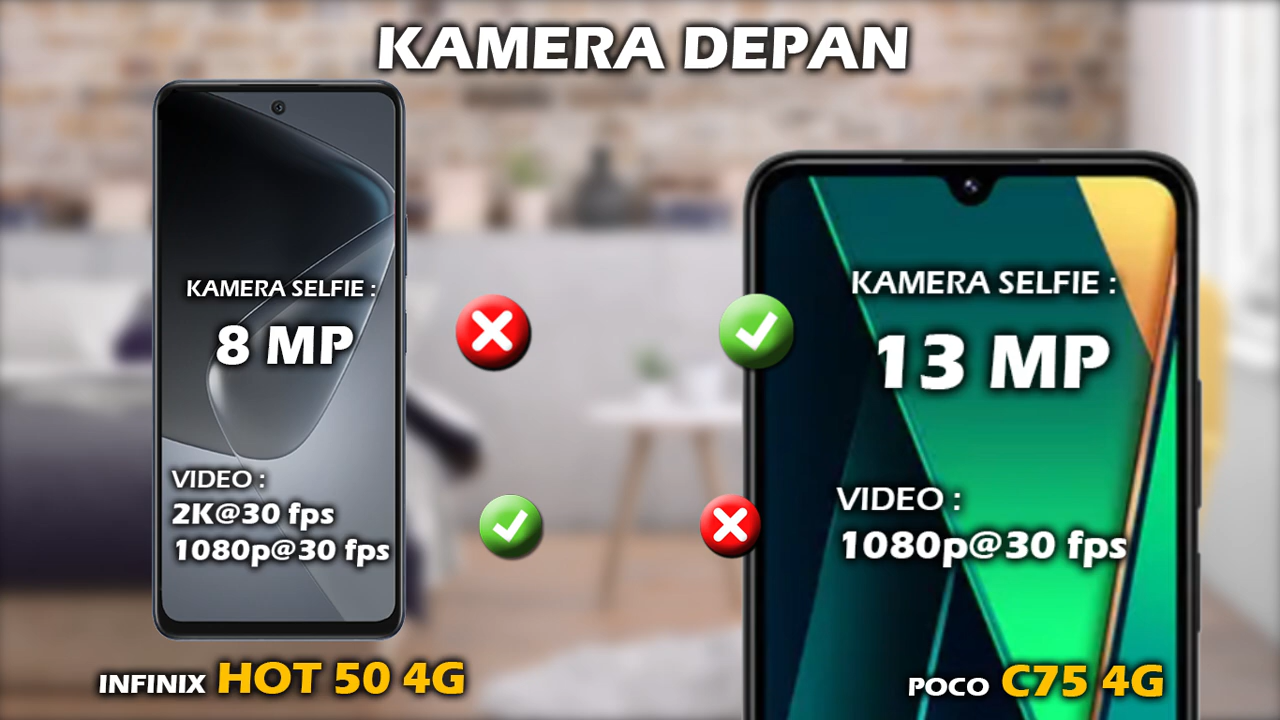 KAMERA DEPAN
KAMERA SELFIE :
8 MP
VIDEO :
2K@30 fps
1080p@30 fps
INFINIX HOT 50 4G
KAMERA SELFIE :
13 MP
VIDEO :
1080p@30 fps
POCO C75 4G